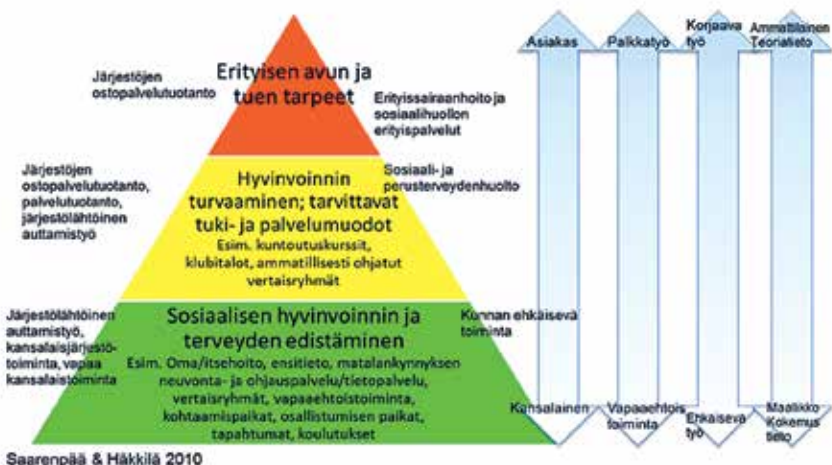 Järjestöjen
ostopalvelutuotanto
Erityisen avun ja
tuen tarpeet
Erityissairaanhoito ja
sosiaalihuollon
erityispalvelut
Järjestöjen
ostopalvelutuotanto,
palvelutuotanto,
järjestölähtöinen
auttamistyö
Hyvinvoinnin
turvaaminen; tarvittavat
tuki- ja palvelumuodot
Esim. kuntoutuskurssit,
klubitalot, ammatillisesti ohjatut
vertaisryhmät
Sosiaali- ja
perusterveydenhuolto
Järjestölähtöinen
auttamistyö,
kansalaisjärjestö-
toiminta, vapaa
kansalaistoiminta
Sosiaalisen hyvinvoinnin ja
terveyden edistäminen
Esim. Oma/itsehoito, ensitieto, matalankynnyksen
neuvonta- ja ohjauspalvelu/tietopalvelu,
vertaisryhmät, vapaaehtoistoiminta,
kohtaamispaikat, osallistumisen paikat,
tapahtumat, koulutukset
Kunnan ehkäisevä
toiminta
Asiakas
Palkkatyö
Korjaava
työ
Ammattilainen
Teoriatieto
Kansalainen
Vapaaehtois
toiminta
Ehkäisevä
työ
Maallikko
Kokemus
tieto
Saarenpää & Häkkilä 2010